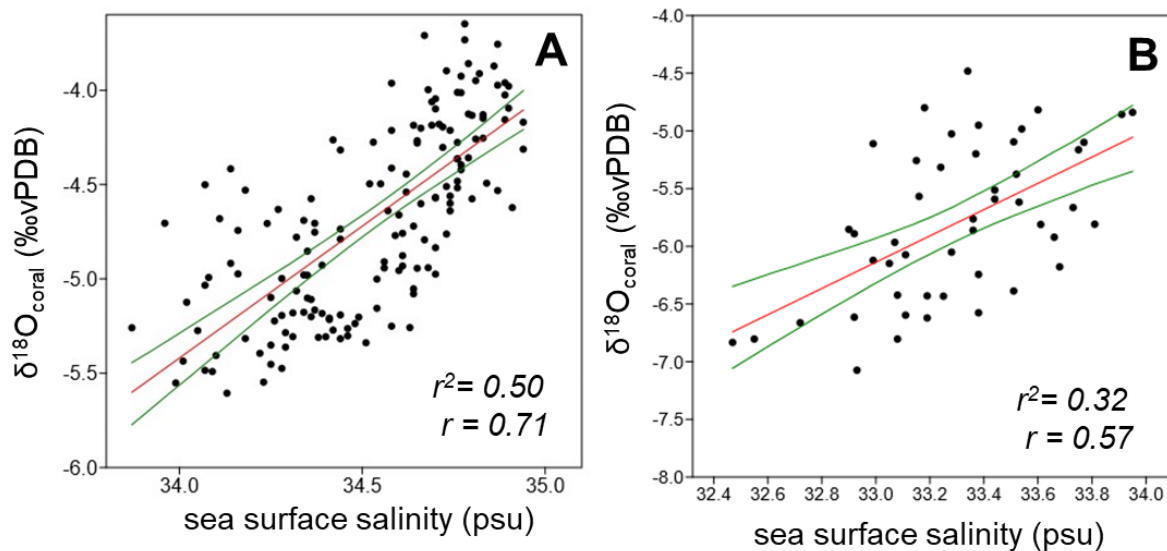 A
-4.0
-4.5
-5.0
-5.5
-6.0
δ¹⁸Ocoral (‰vPDB)
r²= 0.50
r = 0.71
34.0 34.5 35.0
sea surface salinity (psu)
B
-4.0
-4.5
-5.0
-5.5
-6.0
-6.5
-7.0
-7.5
-8.0
δ¹⁸Ocoral (‰vPDB)
r²= 0.32
r = 0.57
32.4 32.6 32.8 33.0 33.2 33.4 33.6 33.8 34.0
sea surface salinity (psu)